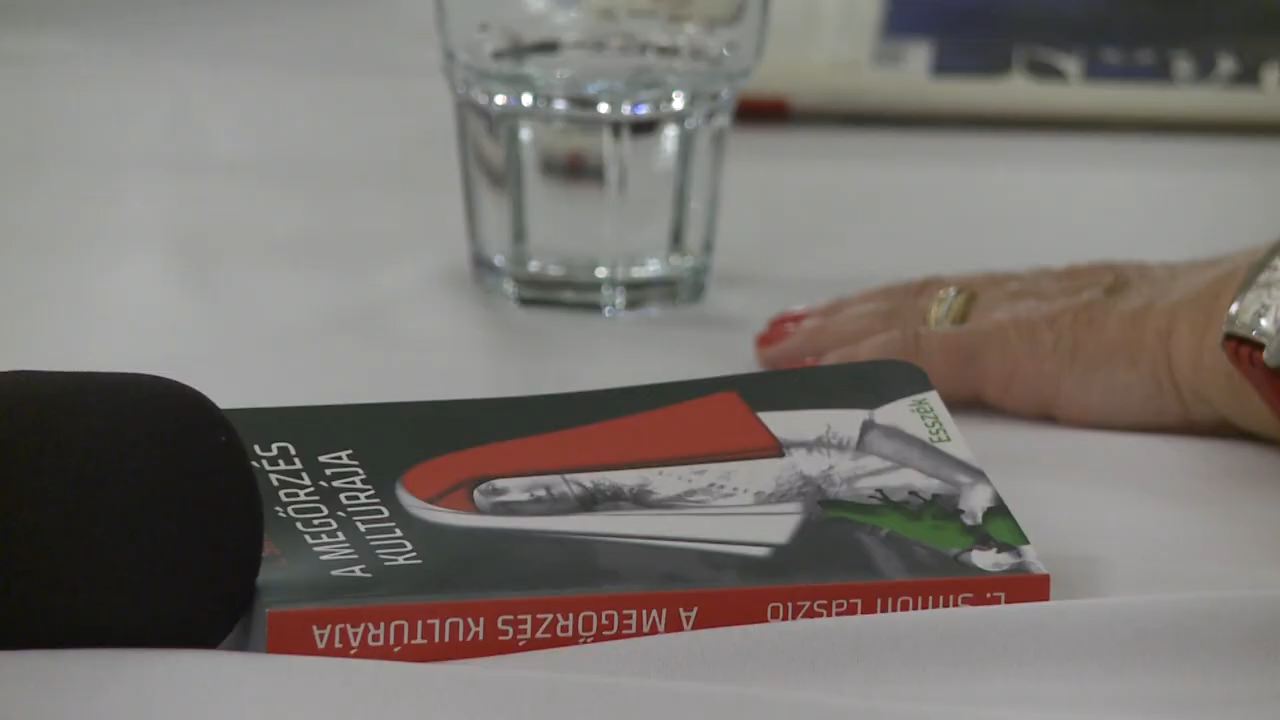 A MEGŐRZÉS
KULTÚRÁJA
Esszék
L. Simon László
A MEGŐRZÉS KULTÚRÁJA